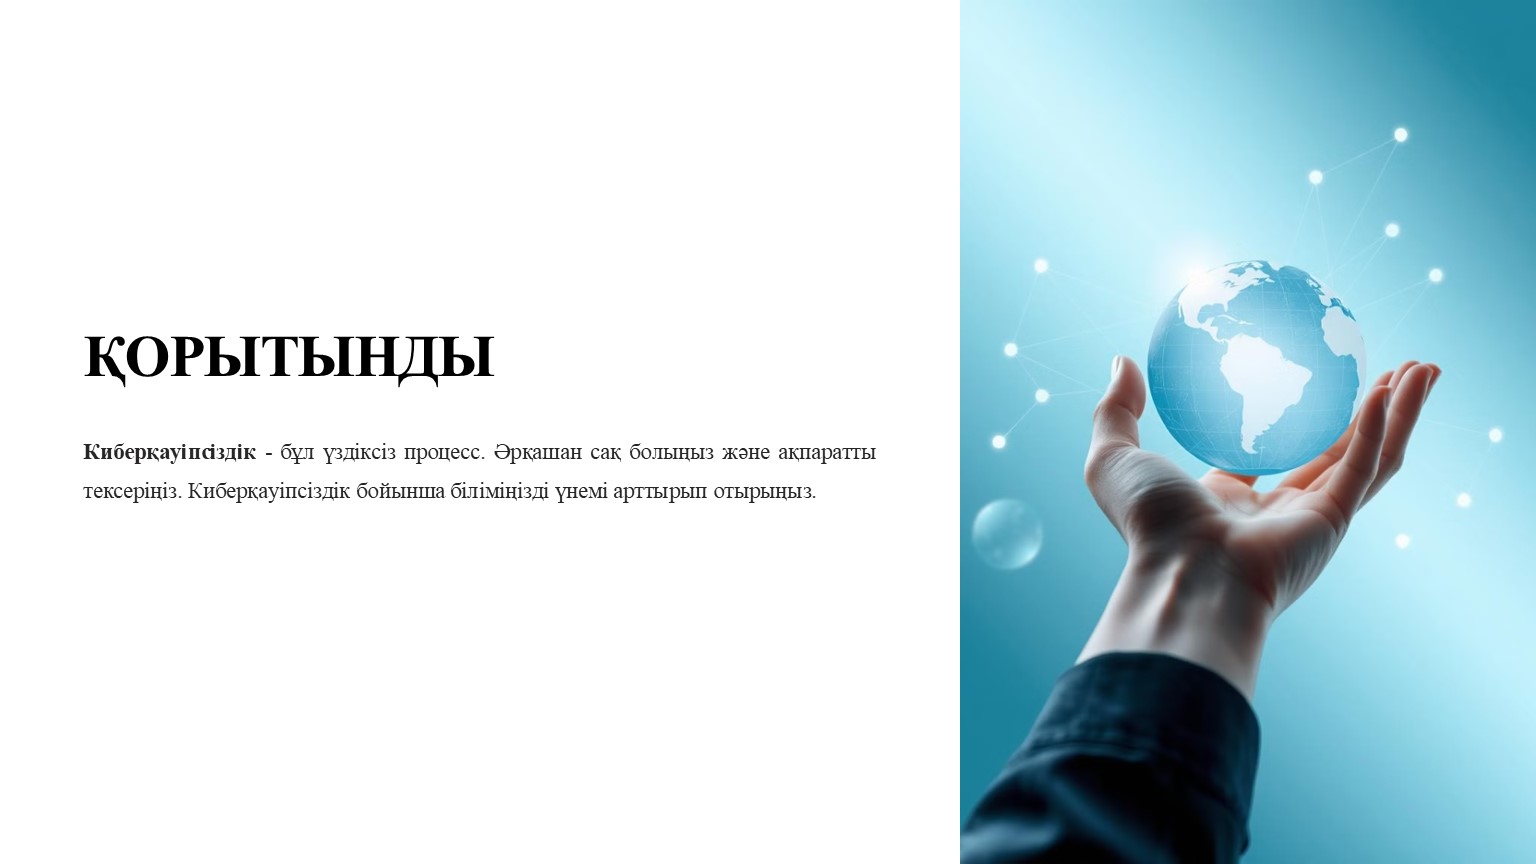 ҚОРЫТЫНДЫ
Киберқауіпсіздік - бұл үздіксіз процесс. Әрқашан сақ болыңыз және ақпаратты
тексеріңіз. Киберқауіпсіздік бойынша біліміңізді үнемі арттырып отырыңыз.